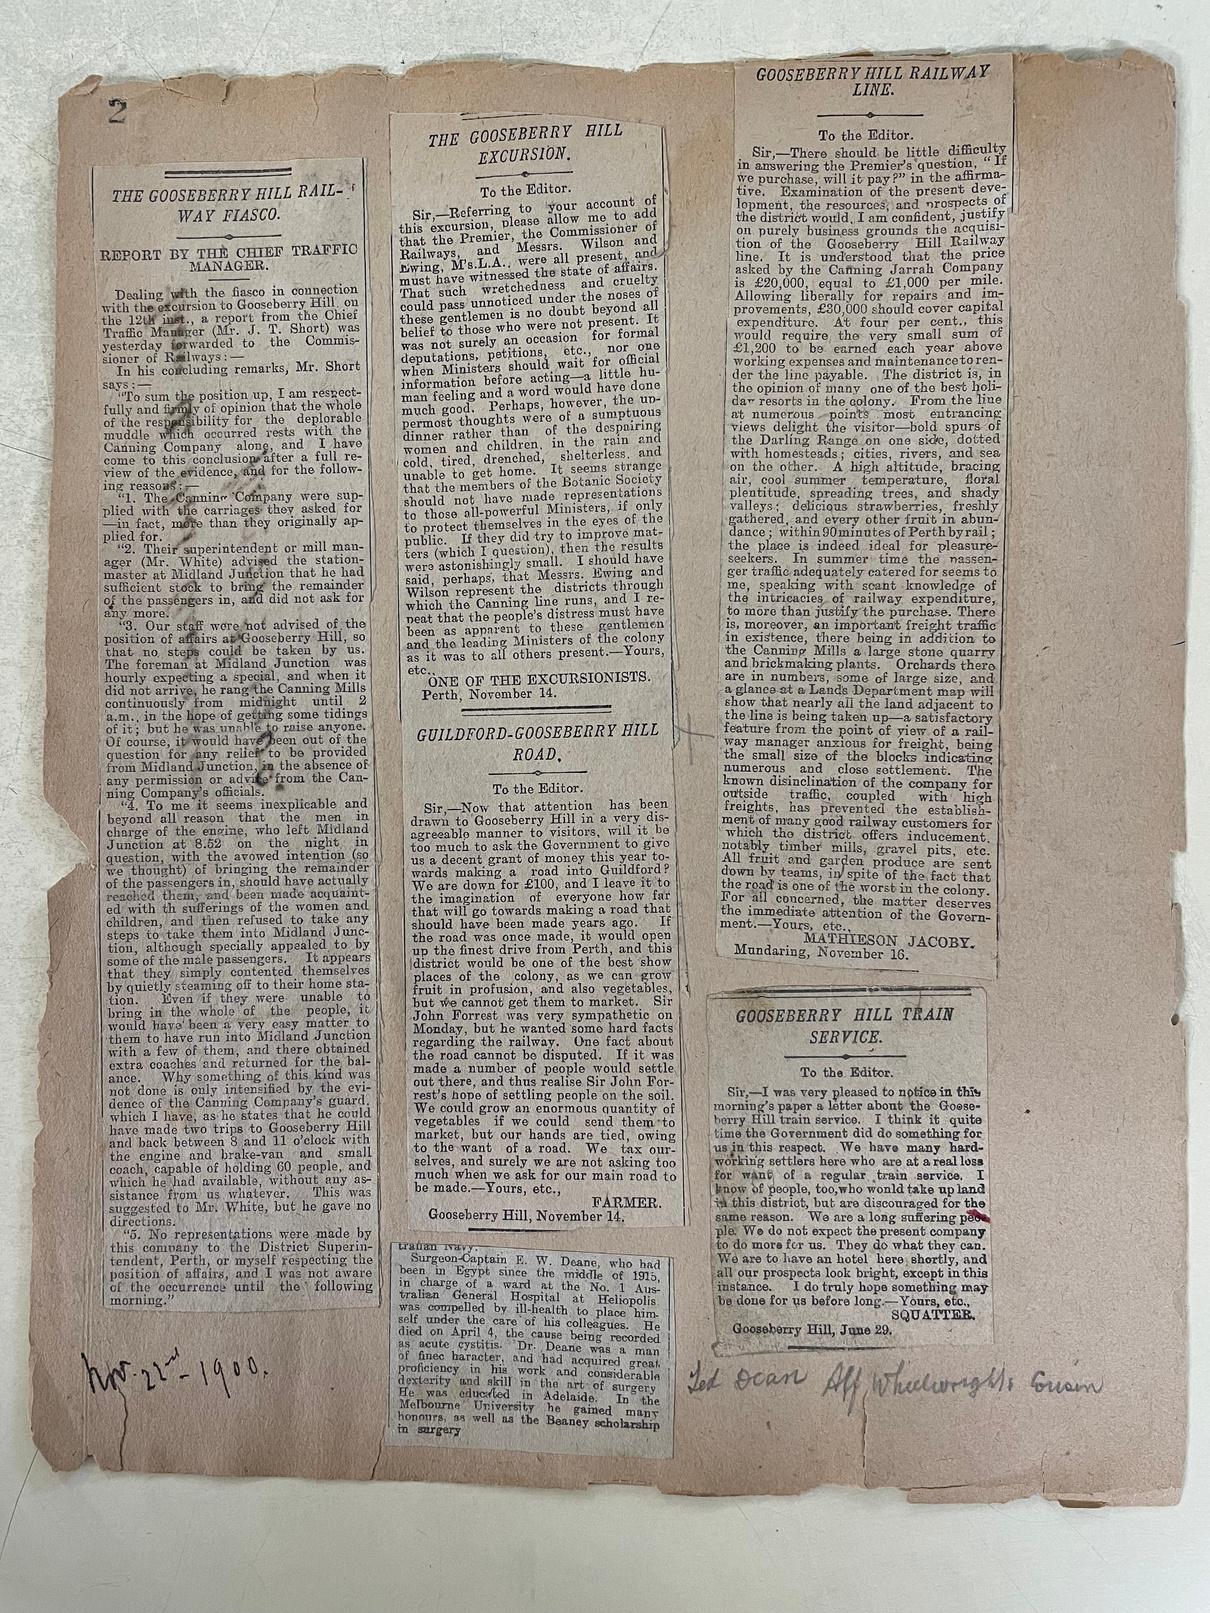 2
THE GOOSEBERRY HILL RAIL-
WAY FIASCO.
REPORT BY THE CHIEF TRAFFIC
MANAGER.
Dealing with the fiasco in connection
with the excursion to Gooseberry Hill on
the 12th inst., a report from the Chief
Traffic Manager (Mr. J. T. Short) was
yesterday forwarded to the Commis-
sioner of Railways:—
In his concluding remarks, Mr. Short
says:—
"To sum the position up, I am respect-
fully and firmly of opinion that the whole
of the responsibility for the deplorable
muddle which occurred rests with the
Canning Company alone, and I have
come to this conclusion after a full re-
view of the evidence, and for the follow-
ing reasons:—
"1. The Canning Company were sup-
plied with the carriages they asked for
—in fact, more than they originally ap-
plied for.
"2. Their superintendent or mill man-
ager (Mr. White) advised the station-
master at Midland Junction that he had
sufficient stock to bring the remainder
of the passengers in, and did not ask for
any more.
"3. Our staff were not advised of the
position of affairs at Gooseberry Hill, so
that no steps could be taken by us.
The foreman at Midland Junction was
hourly expecting a special, and when it
did not arrive, he rang the Canning Mills
continuously from midnight until 2
a.m., in the hope of getting some tidings
of it; but he was unable to raise anyone.
Of course, it would have been out of the
question for any relief to be provided
from Midland Junction, in the absence of
any permission or advice from the Can-
ning Company's officials.
"4. To me it seems inexplicable and
beyond all reason that the men in
charge of the engine, who left Midland
Junction at 8.52 on the night in
question, with the avowed intention (so
we thought) of bringing the remainder
of the passengers in, should have actually
reached them, and been made acquaint-
ed with th sufferings of the women and
children, and then refused to take any
steps to take them into Midland Junc-
tion, although specially appealed to by
some of the male passengers. It appears
that they simply contented themselves
by quietly steaming off to their home sta-
tion. Even if they were unable to
bring in the whole of the people, it
would have been a very easy matter to
them to have run into Midland Junction
with a few of them, and there obtained
extra coaches and returned for the bal-
ance. Why something of this kind was
not done is only intensified by the evi-
dence of the Canning Company's guard,
which I have, as he states that he could
have made two trips to Gooseberry Hill
and back between 8 and 11 o'clock with
the engine and brake-van and small
coach, capable of holding 60 people, and
which he had available, without any as-
sistance from us whatever. This was
suggested to Mr. White, but he gave no
directions.
"5. No representations were made by
this company to the District Superin-
tendent, Perth, or myself respecting the
position of affairs, and I was not aware
of the occurrence until the following
morning."
Nov. 22nd - 1900.
THE GOOSEBERRY HILL
EXCURSION.
To the Editor.
Sir,—Referring to your account of
this excursion, please allow me to add
that the Premier, the Commissioner of
Railways, and Messrs. Wilson and
Ewing, M's.L.A., were all present, and
must have witnessed the state of affairs.
That such wretchedness and cruelty
could pass unnoticed under the noses of
these gentlemen is no doubt beyond all
belief to those who were not present. It
was not surely an occasion for formal
deputations, petitions, etc., nor one
when Ministers should wait for official
information before acting—a little hu-
man feeling and a word would have done
much good. Perhaps, however, the up-
permost thoughts were of a sumptuous
dinner rather than of the despairing
women and children, in the rain and
cold, tired, drenched, shelterless, and
unable to get home. It seems strange
that the members of the Botanic Society
should not have made representations
to those all-powerful Ministers, if only
to protect themselves in the eyes of the
public. If they did try to improve mat-
ters (which I question), then the results
were astonishingly small. I should have
said, perhaps, that Messrs. Ewing and
Wilson represent the districts through
which the Canning line runs, and I re-
peat that the people's distress must have
been as apparent to these gentlemen
and the leading Ministers of the colony
as it was to all others present.—Yours,
etc.,
ONE OF THE EXCURSIONISTS.
Perth, November 14.
GUILDFORD-GOOSEBERRY HILL
ROAD.
To the Editor.
Sir,—Now that attention has been
drawn to Gooseberry Hill in a very dis-
agreeable manner to visitors, will it be
too much to ask the Government to give
us a decent grant of money this year to-
wards making a road into Guildford?
We are down for £100, and I leave it to
the imagination of everyone how far
that will go towards making a road that
should have been made years ago. If
the road was once made, it would open
up the finest drive from Perth, and this
district would be one of the best show
places of the colony, as we can grow
fruit in profusion, and also vegetables,
but we cannot get them to market. Sir
John Forrest was very sympathetic on
Monday, but he wanted some hard facts
regarding the railway. One fact about
the road cannot be disputed. If it was
made a number of people would settle
out there, and thus realise Sir John For-
rest's hope of settling people on the soil.
We could grow an enormous quantity of
vegetables if we could send them to
market, but our hands are tied, owing
to the want of a road. We tax our-
selves, and surely we are not asking too
much when we ask for our main road to
be made.—Yours, etc.,
FARMER.
Gooseberry Hill, November 14.
tralian Navy.
Surgeon-Captain E. W. Deane, who had
been in Egypt since the middle of 1915,
in charge of a ward at the No. 1 Aus-
tralian General Hospital at Heliopolis
was compelled by ill-health to place him-
self under the care of his colleagues. He
died on April 4, the cause being recorded
as acute cystitis. Dr. Deane was a man
of finec haracter, and had acquired great
proficiency in his work and considerable
dexterity and skill in the art of surgery
He was educated in Adelaide. In the
Melbourne University he gained many
honours, as well as the Beaney scholarship
in surgery
GOOSEBERRY HILL RAILWAY
LINE.
To the Editor.
Sir,—There should be little difficulty
in answering the Premier's question, "If
we purchase, will it pay?" in the affirma-
tive. Examination of the present deve-
lopment, the resources, and prospects of
the district would, I am confident, justify
on purely business grounds the acquisi-
tion of the Gooseberry Hill Railway
line. It is understood that the price
asked by the Canning Jarrah Company
is £20,000, equal to £1,000 per mile.
Allowing liberally for repairs and im-
provements, £30,000 should cover capital
expenditure. At four per cent., this
would require the very small sum of
£1,200 to be earned each year above
working expenses and maintenance to ren-
der the line payable. The district is, in
the opinion of many one of the best holi-
day resorts in the colony. From the line
at numerous points most entrancing
views delight the visitor—bold spurs of
the Darling Range on one side, dotted
with homesteads; cities, rivers, and sea
on the other. A high altitude, bracing
air, cool summer temperature, floral
plentitude, spreading trees, and shady
valleys; delicious strawberries, freshly
gathered, and every other fruit in abun-
dance; within 90 minutes of Perth by rail;
the place is indeed ideal for pleasure-
seekers. In summer time the passen-
ger traffic adequately catered for seems to
me, speaking with scant knowledge of
the intricacies of railway expenditure,
to more than justify the purchase. There
is, moreover, an important freight traffic
in existence, there being in addition to
the Canning Mills a large stone quarry
and brickmaking plants. Orchards there
are in numbers, some of large size, and
a glance at a Lands Department map will
show that nearly all the land adjacent to
the line is being taken up—a satisfactory
feature from the point of view of a rail-
way manager anxious for freight, being
the small size of the blocks indicating
numerous and close settlement. The
known disinclination of the company for
outside traffic, coupled with high
freights, has prevented the establish-
ment of many good railway customers for
which the district offers inducement,
notably timber mills, gravel pits, etc.
All fruit and garden produce are sent
down by teams, in spite of the fact that
the road is one of the worst in the colony.
For all concerned, the matter deserves
the immediate attention of the Govern-
ment.—Yours, etc.,
MATHIESON JACOBY.
Mundaring, November 16.
GOOSEBERRY HILL TRAIN
SERVICE.
To the Editor.
Sir,—I was very pleased to notice in this
morning's paper a letter about the Goose-
berry Hill train service. I think it quite
time the Government did something for
us in this respect. We have many hard-
working settlers here who are at a real loss
for want of a regular train service. I
know of people, too, who would take up land
in this district, but are discouraged for the
same reason. We are a long suffering peo-
ple. We do not expect the present company
to do more for us. They do what they can.
We are to have an hotel here shortly, and
all our prospects look bright, except in this
instance. I do truly hope something may
be done for us before long.—Yours, etc.,
SQUATTER.
Gooseberry Hill, June 29.
Ted Dean Alf Wheelwrights Cousin